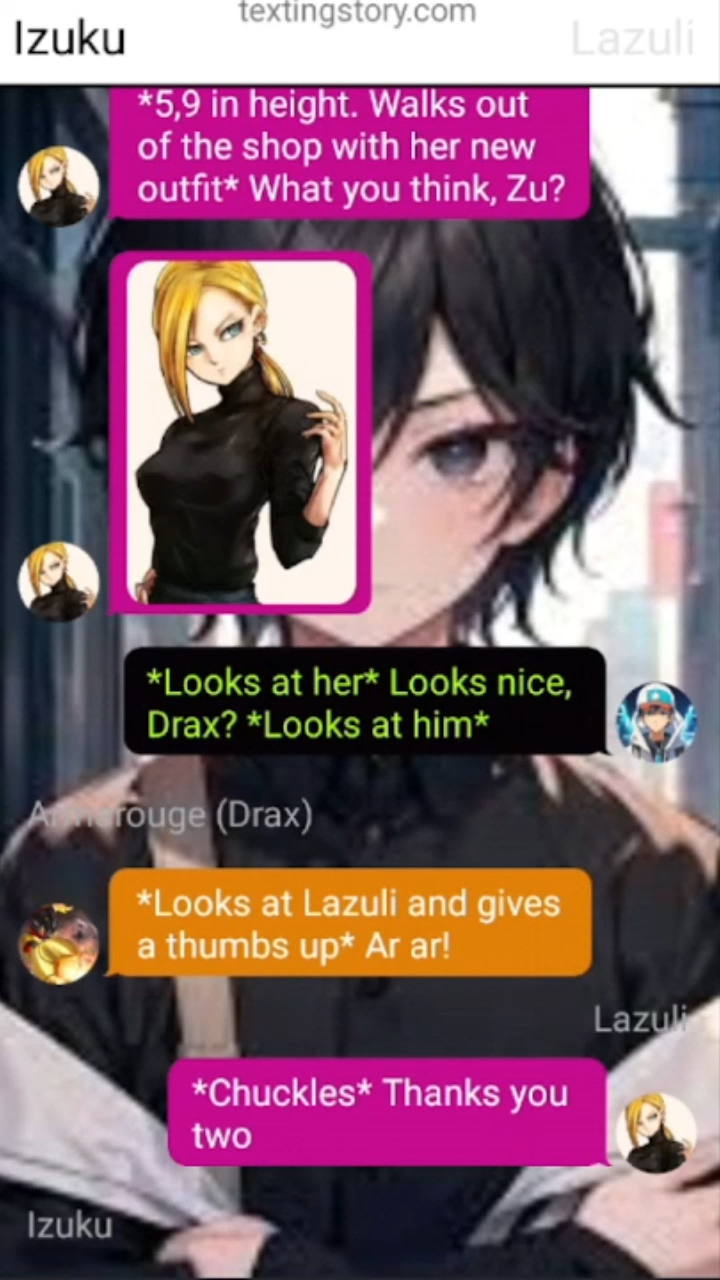 textingstory.com
Izuku
Lazuli
*5,9 in height. Walks out
of the shop with her new
outfit* What you think, Zu?
*Looks at her* Looks nice,
Drax? *Looks at him*
Armarouge (Drax)
*Looks at Lazuli and gives
a thumbs up* Ar ar!
Lazuli
*Chuckles* Thanks you
two
Izuku